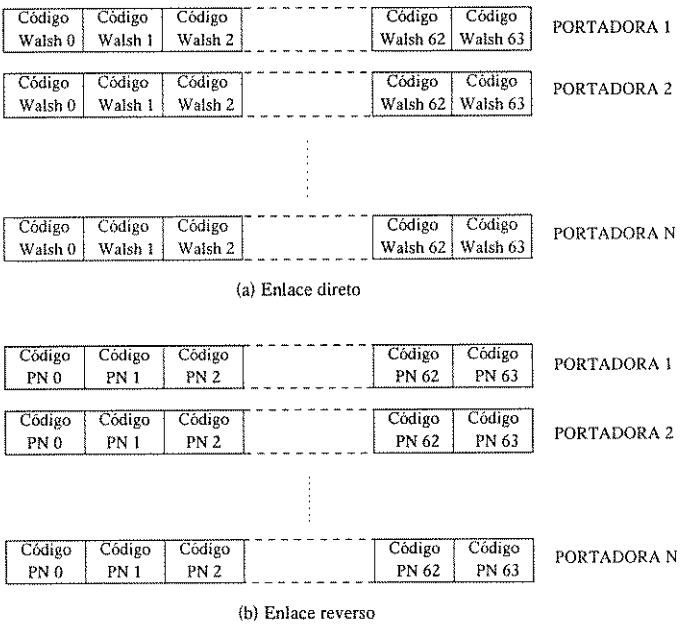 Código Código Código Código Código
Walsh 0 Walsh 1 Walsh 2 Walsh 62 Walsh 63
PORTADORA 1
Código Código Código Código Código
Walsh 0 Walsh 1 Walsh 2 Walsh 62 Walsh 63
PORTADORA 2
Código Código Código Código Código
Walsh 0 Walsh 1 Walsh 2 Walsh 62 Walsh 63
PORTADORA N
(a) Enlace direto
Código Código Código Código Código
PN 0 PN 1 PN 2 PN 62 PN 63
PORTADORA 1
Código Código Código Código Código
PN 0 PN 1 PN 2 PN 62 PN 63
PORTADORA 2
Código Código Código Código Código
PN 0 PN 1 PN 2 PN 62 PN 63
PORTADORA N
(b) Enlace reverso